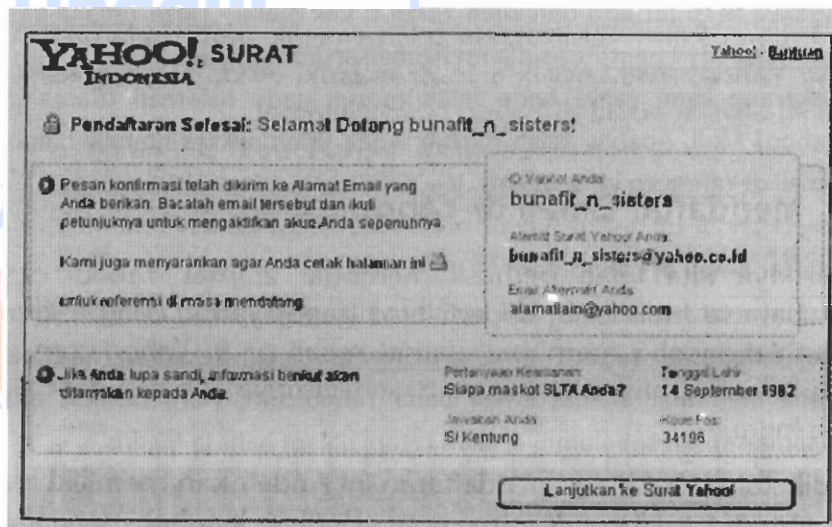 YAHOO! SURAT
INDONESIA
Yahoo! - Bantuan
Pendaftaran Selesai: Selamat Datang bunafit_n_sisters!
Pesan konfirmasi telah dikirim ke Alamat Email yang
Anda berikan. Bacalah email tersebut dan ikuti
petunjuknya untuk mengaktifkan akun Anda sepenuhnya.
Kami juga menyarankan agar Anda cetak halaman ini
untuk referensi di masa mendatang.
ID Yahoo! Anda:
bunafit_n_sisters
Alamat Surat Yahoo! Anda:
bunafit_n_sisters@yahoo.co.id
Email Alternatif Anda:
alamatlain@yahoo.com
Jika Anda lupa sandi, informasi berikut akan
ditanyakan kepada Anda.
Pertanyaan Keamanan:
Siapa maskot SLTA Anda?
Jawaban Anda:
Si Kentung
Tanggal Lahir:
14 September 1982
Kode Pos:
34196
Lanjutkan ke Surat Yahoo!